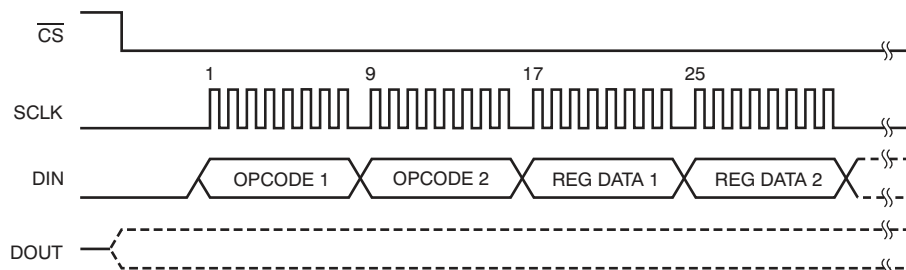 CS
1 9 17 25
SCLK
DIN OPCODE 1 OPCODE 2 REG DATA 1 REG DATA 2
DOUT